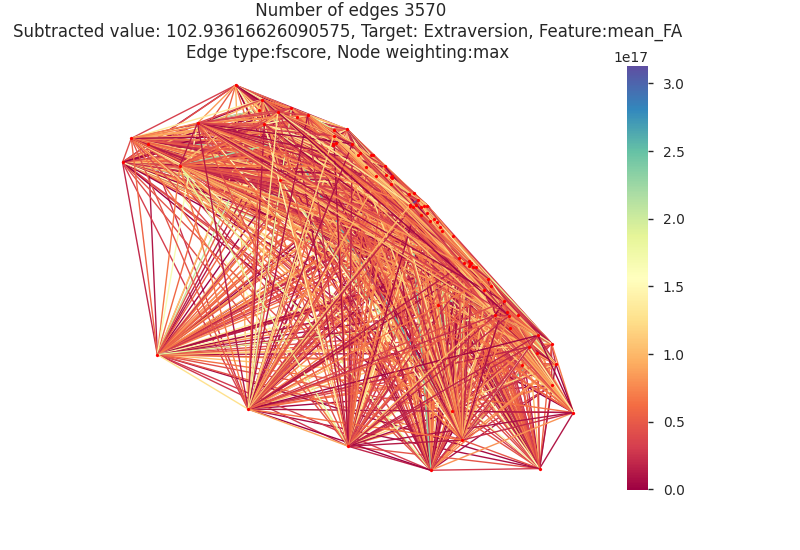 Number of edges 3570
Subtracted value: 102.93616626090575, Target: Extraversion, Feature:mean_FA
Edge type:fscore, Node weighting:max
1e17
3.0
2.5
2.0
1.5
1.0
0.5
0.0